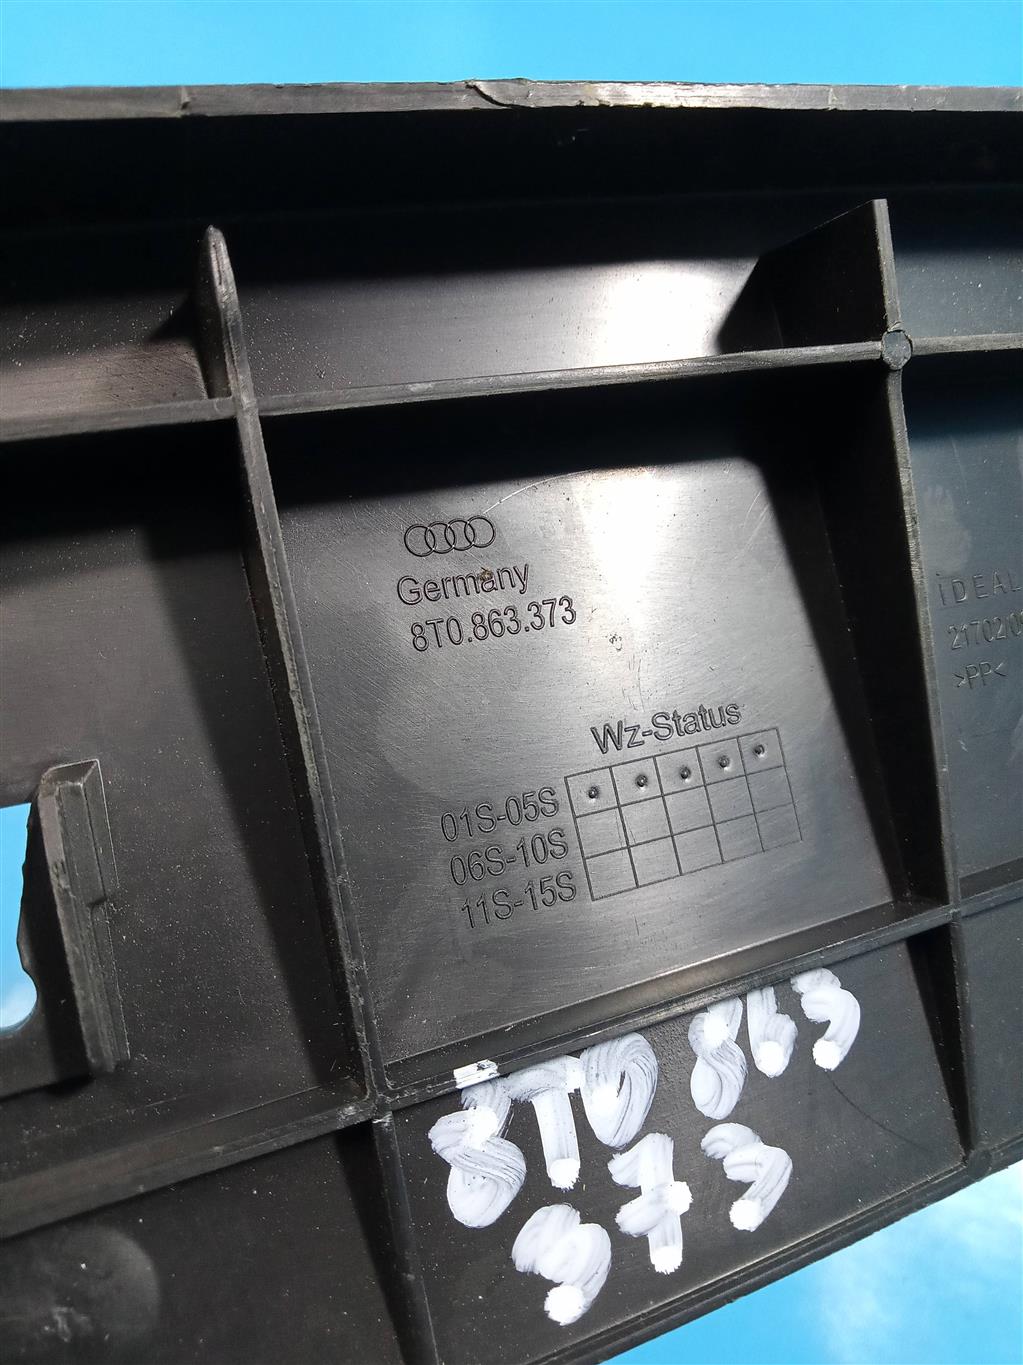 Germany
8T0.863.373
Wz-Status
01S-05S
06S-10S
11S-15S
IDEAL
>PP<
8T0 863
373